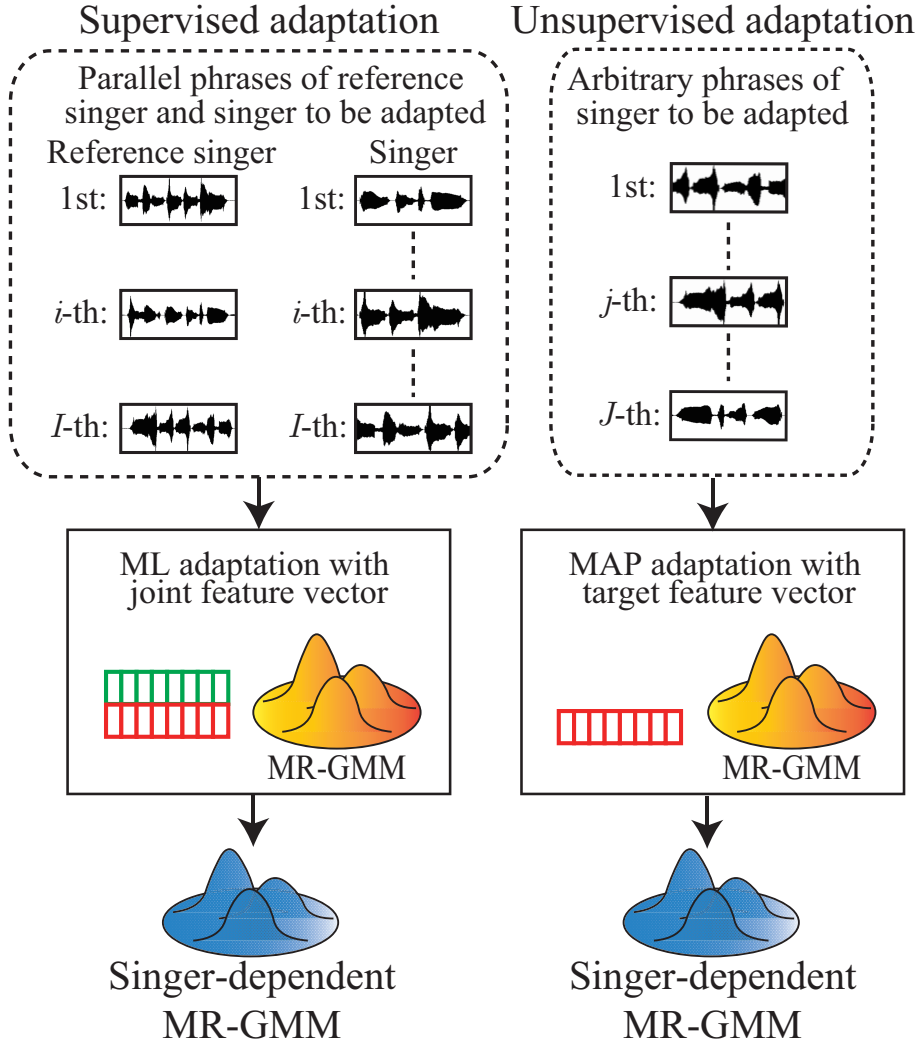 Supervised adaptation
Parallel phrases of reference
singer and singer to be adapted
Reference singer
Singer
1st:
1st:
i-th:
i-th:
I-th:
I-th:
ML adaptation with
joint feature vector
MR-GMM
Singer-dependent
MR-GMM
Unsupervised adaptation
Arbitrary phrases of
singer to be adapted
1st:
j-th:
J-th:
MAP adaptation with
target feature vector
MR-GMM
Singer-dependent
MR-GMM